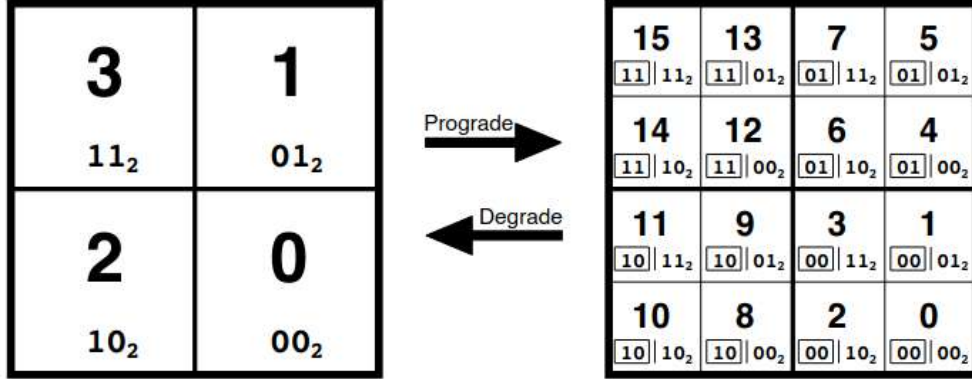 3 1
11₂ 01₂
2 0
10₂ 00₂
Prograde
Degrade
15 13 7 5
11|11₂ 11|01₂ 01|11₂ 01|01₂
14 12 6 4
11|10₂ 11|00₂ 01|10₂ 01|00₂
11 9 3 1
10|11₂ 10|01₂ 00|11₂ 00|01₂
10 8 2 0
10|10₂ 10|00₂ 00|10₂ 00|00₂